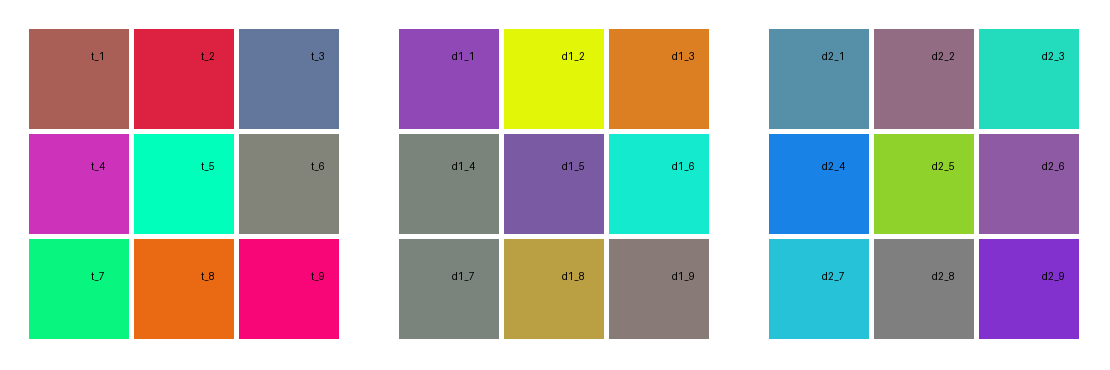 t_1 t_2 t_3 d1_1 d1_2 d1_3 d2_1 d2_2 d2_3
t_4 t_5 t_6 d1_4 d1_5 d1_6 d2_4 d2_5 d2_6
t_7 t_8 t_9 d1_7 d1_8 d1_9 d2_7 d2_8 d2_9